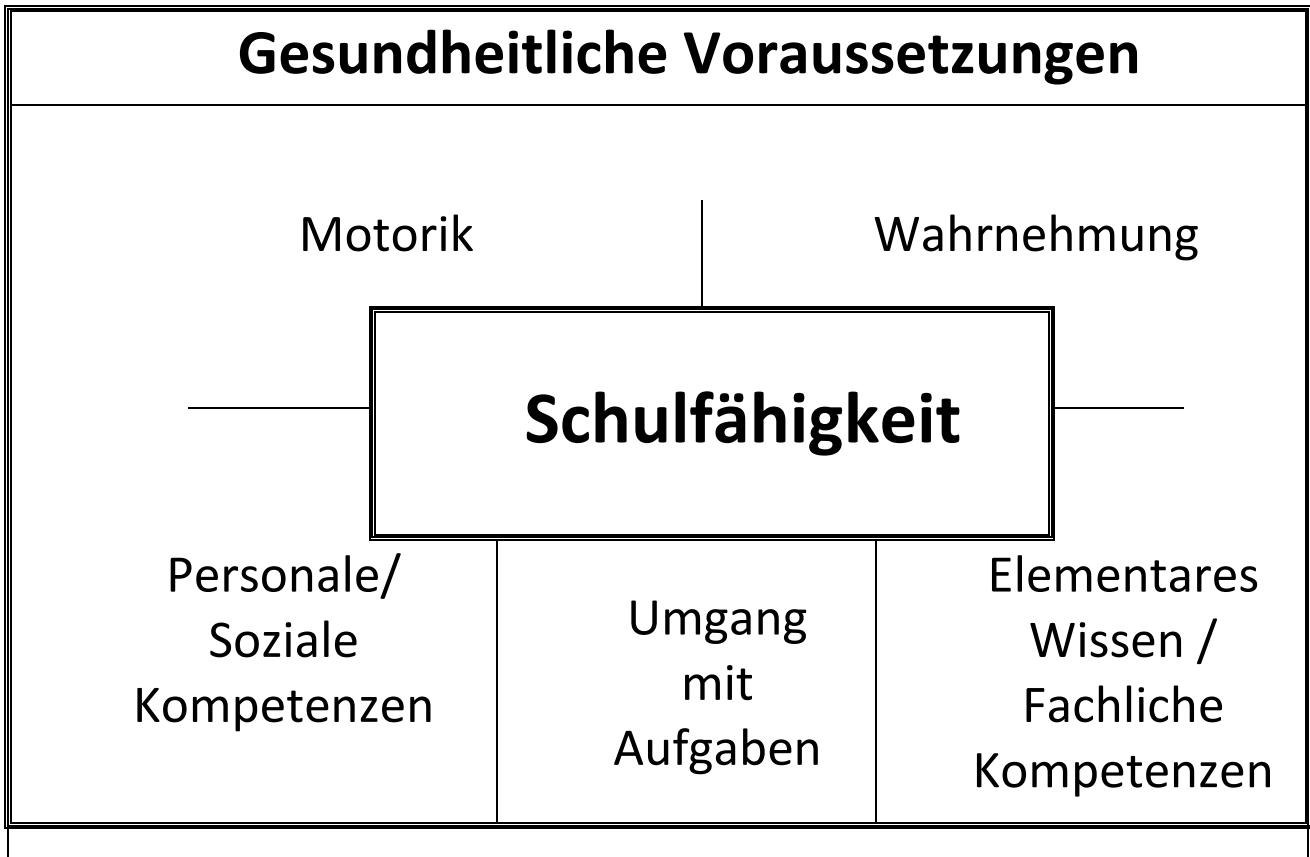 Gesundheitliche Voraussetzungen
Motorik
Wahrnehmung
Schulfähigkeit
Personale/
Soziale
Kompetenzen
Umgang
mit
Aufgaben
Elementares
Wissen /
Fachliche
Kompetenzen